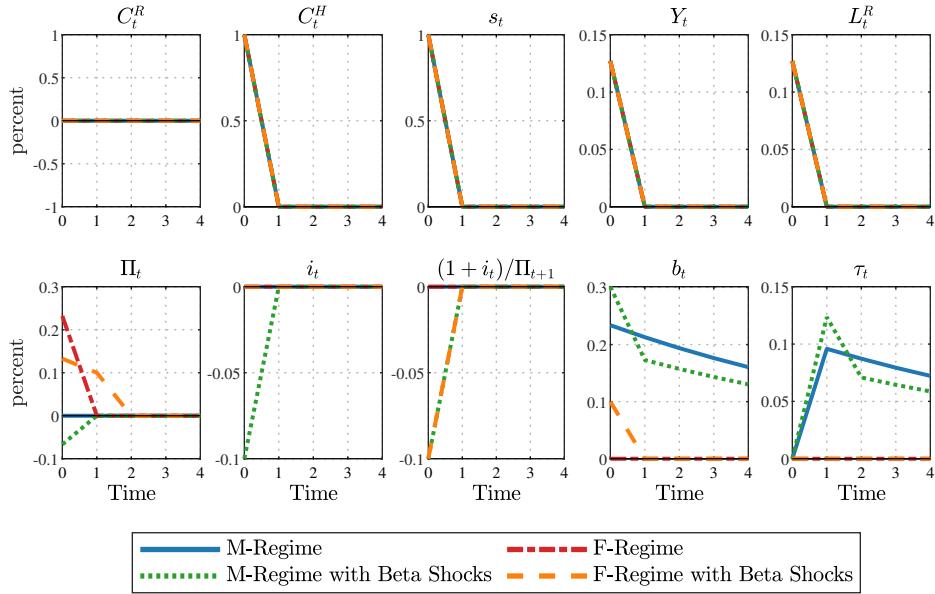 $C_t^R$ $C_t^H$ $s_t$ $Y_t$ $L_t^R$
percent
1
0.5
0
-0.5
-1
0 1 2 3 4
1
0.5
0
0 1 2 3 4
1
0.5
0
0 1 2 3 4
0.15
0.1
0.05
0
0 1 2 3 4
0.15
0.1
0.05
0
0 1 2 3 4
$\Pi_t$ $i_t$ $(1+i_t)/\Pi_{t+1}$ $b_t$ $\tau_t$
percent
0.3
0.2
0.1
0
-0.1
0 1 2 3 4
Time
0
-0.05
-0.1
0 1 2 3 4
Time
0
-0.05
-0.1
0 1 2 3 4
Time
0.3
0.2
0.1
0
0 1 2 3 4
Time
0.15
0.1
0.05
0
0 1 2 3 4
Time
M-Regime F-Regime
M-Regime with Beta Shocks F-Regime with Beta Shocks